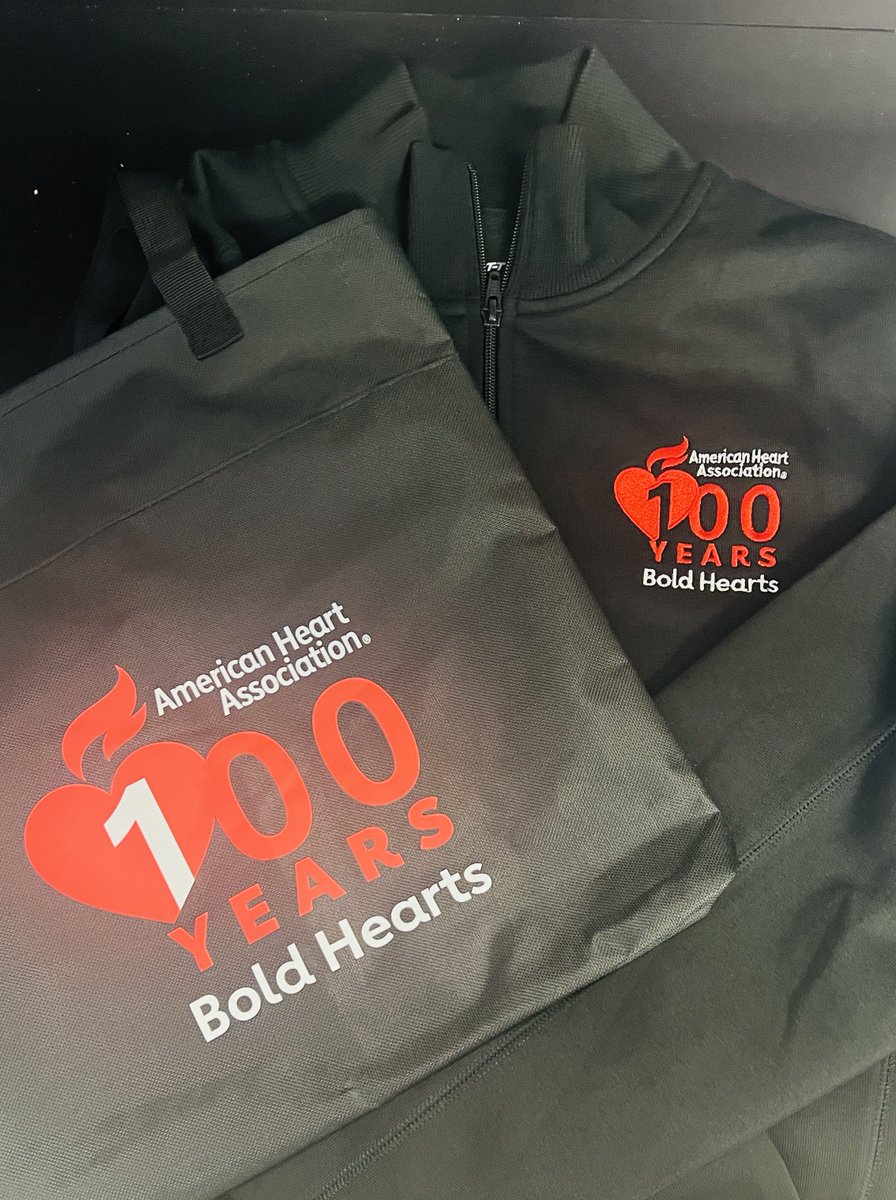 American Heart
Association®
100
YEARS
Bold Hearts
American Heart
Association®
100
YEARS
Bold Hearts